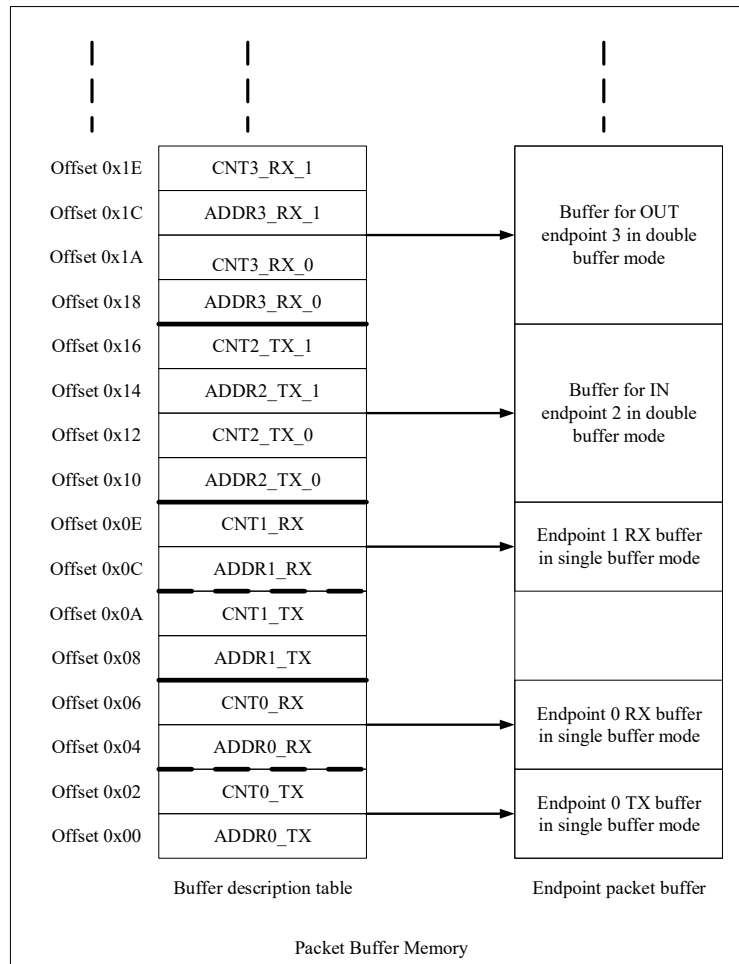 Offset 0x1E CNT3_RX_1
Offset 0x1C ADDR3_RX_1
Offset 0x1A CNT3_RX_0
Offset 0x18 ADDR3_RX_0
Buffer for OUT
endpoint 3 in double
buffer mode
Offset 0x16 CNT2_TX_1
Offset 0x14 ADDR2_TX_1
Offset 0x12 CNT2_TX_0
Offset 0x10 ADDR2_TX_0
Buffer for IN
endpoint 2 in double
buffer mode
Offset 0x0E CNT1_RX
Offset 0x0C ADDR1_RX
Endpoint 1 RX buffer
in single buffer mode
Offset 0x0A CNT1_TX
Offset 0x08 ADDR1_TX
Offset 0x06 CNT0_RX
Offset 0x04 ADDR0_RX
Endpoint 0 RX buffer
in single buffer mode
Offset 0x02 CNT0_TX
Offset 0x00 ADDR0_TX
Endpoint 0 TX buffer
in single buffer mode
Buffer description table
Endpoint packet buffer
Packet Buffer Memory